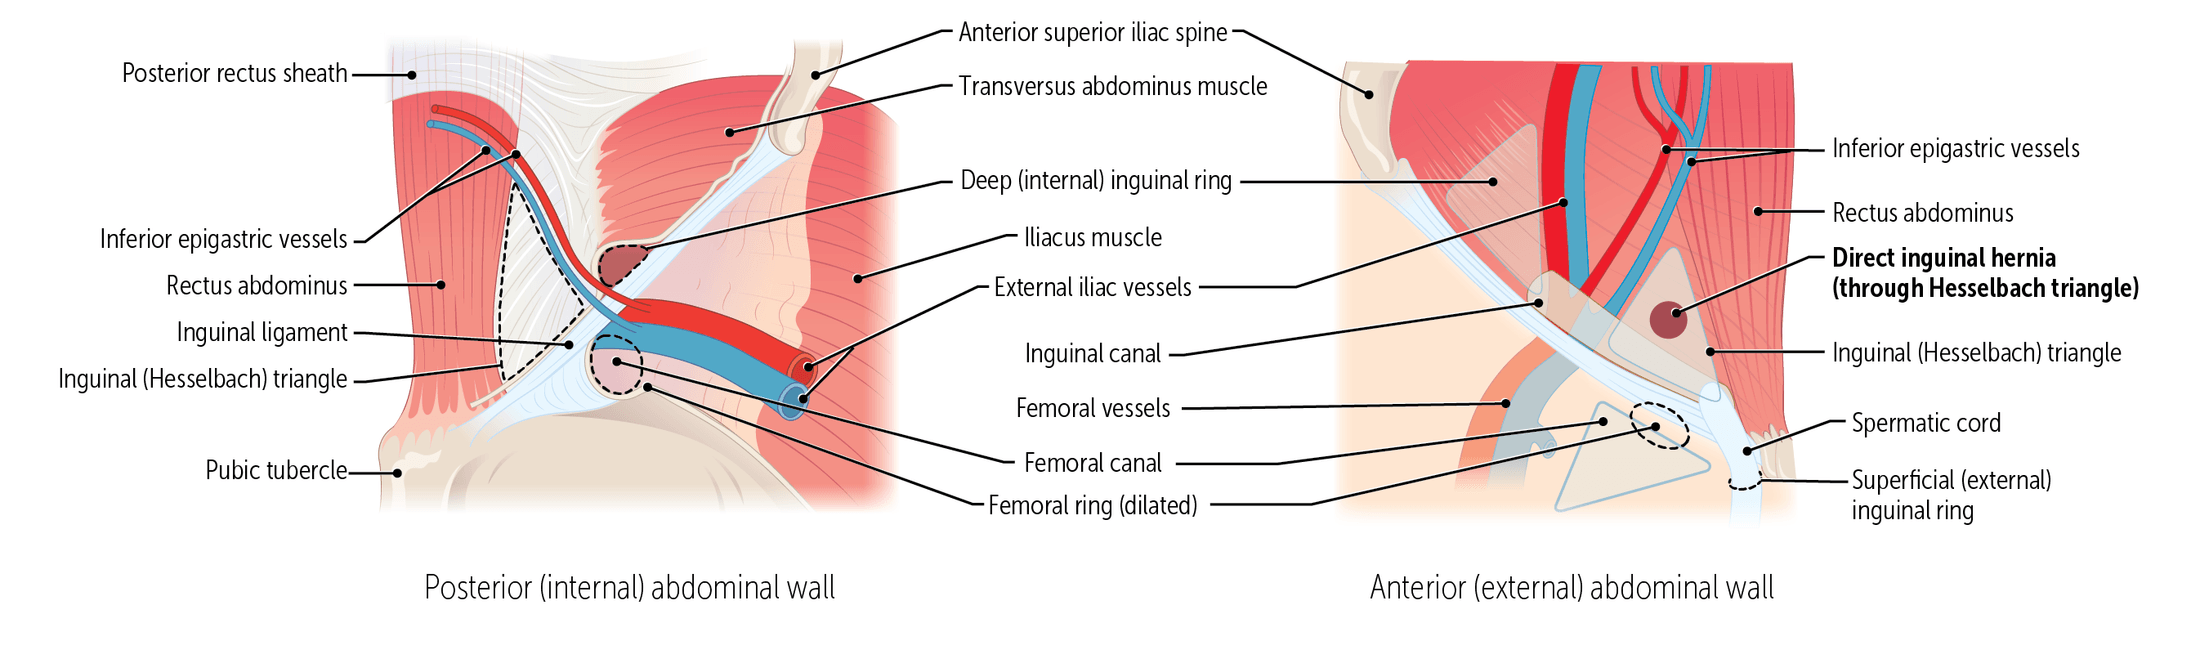 Posterior rectus sheath
Inferior epigastric vessels
Rectus abdominus
Inguinal ligament
Inguinal (Hesselbach) triangle
Pubic tubercle
Anterior superior iliac spine
Transversus abdominus muscle
Deep (internal) inguinal ring
Iliacus muscle
External iliac vessels
Inguinal canal
Femoral vessels
Femoral canal
Femoral ring (dilated)
Inferior epigastric vessels
Rectus abdominus
Direct inguinal hernia
(through Hesselbach triangle)
Inguinal (Hesselbach) triangle
Spermatic cord
Superficial (external)
inguinal ring
Posterior (internal) abdominal wall
Anterior (external) abdominal wall